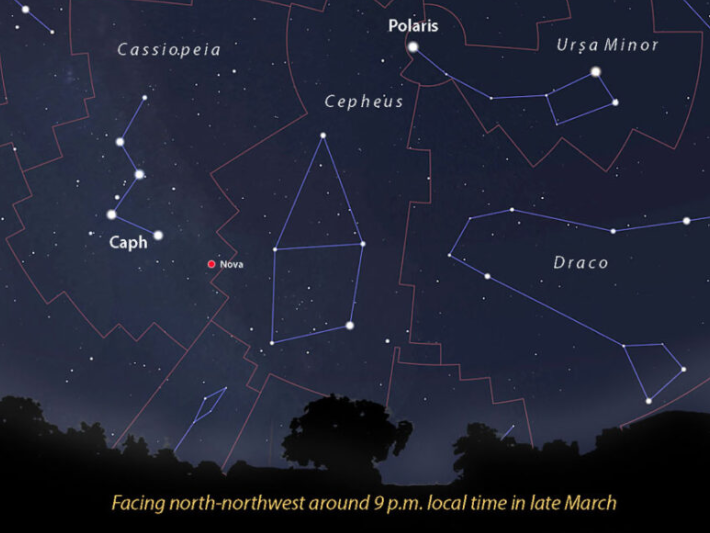 Polaris
Ursa Minor
Cassiopeia
Cepheus
Caph
Nova
Draco
Facing north-northwest around 9 p.m. local time in late March